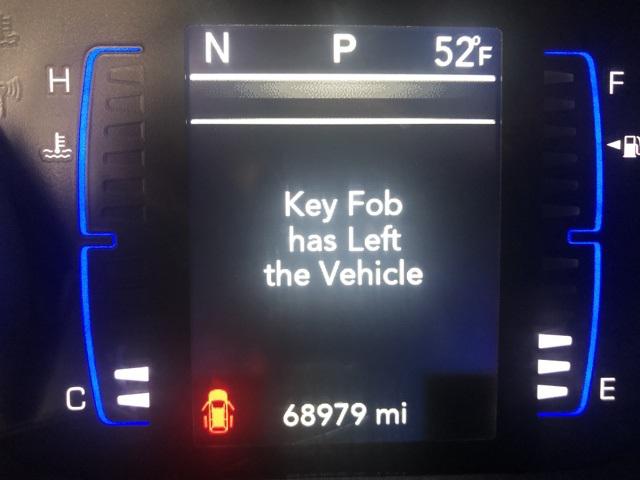 N P 52°F
H F
Key Fob
has Left
the Vehicle
C E
68979 mi